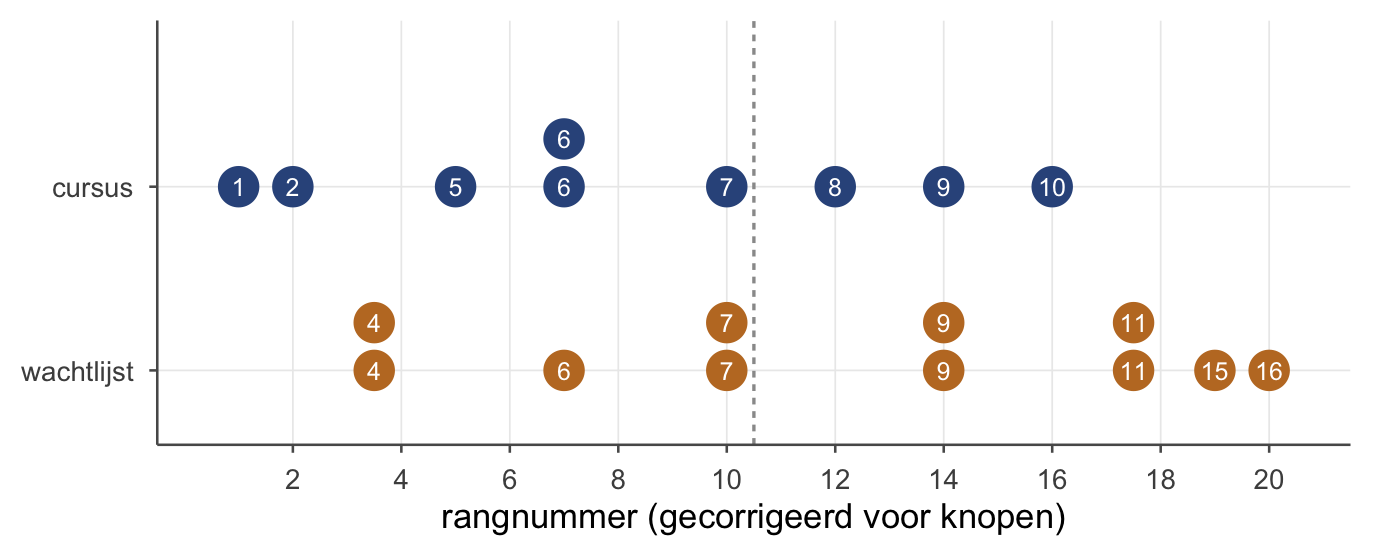 6
cursus 1 2 5 6 7 8 9 10
4 7 9 11
wachtlijst 4 6 7 9 11 15 16
2 4 6 8 10 12 14 16 18 20
rangnummer (gecorrigeerd voor knopen)